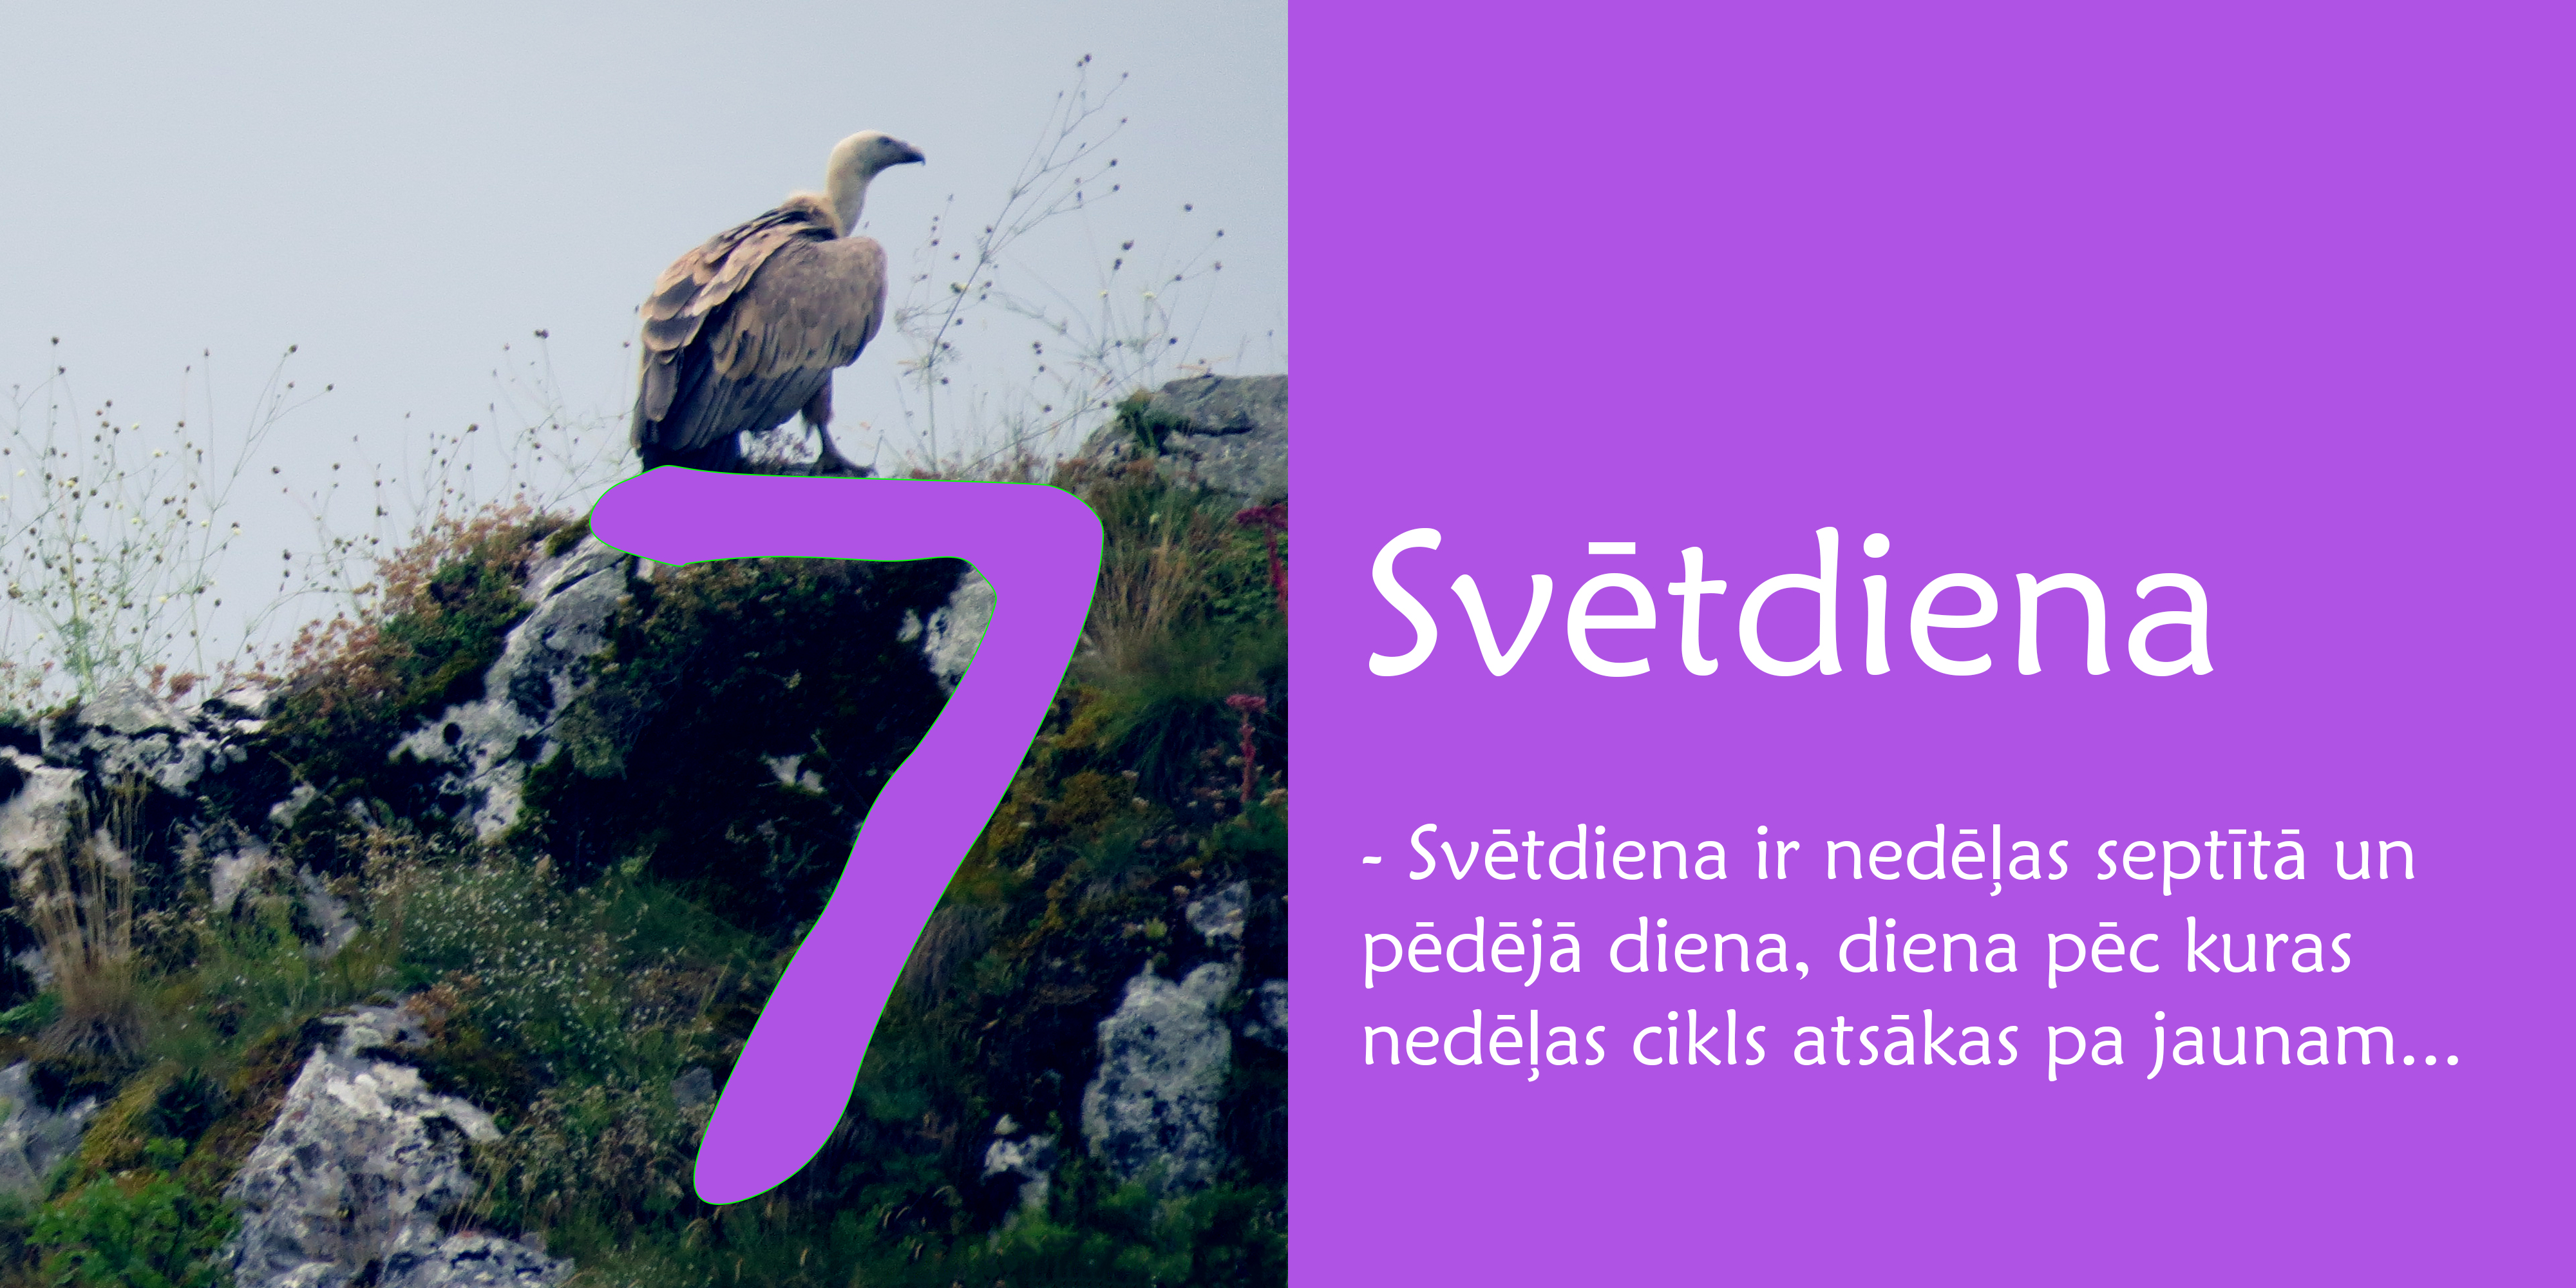 7
Svētdiena
- Svētdiena ir nedēļas septītā un
pēdējā diena, diena pēc kuras
nedēļas cikls atsākas pa jaunam...